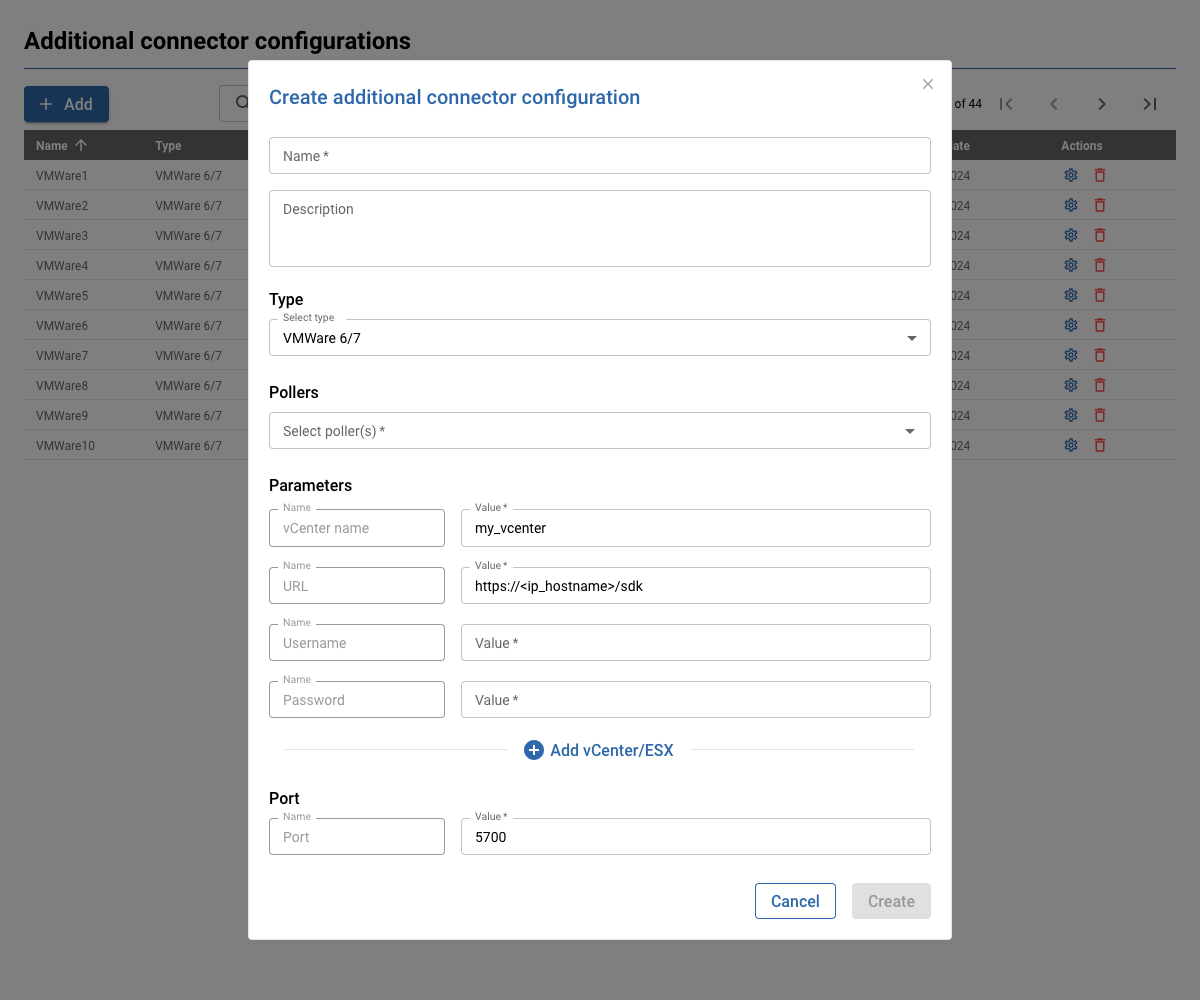 Additional connector configurations
Add
of 44
Name Type
ate Actions
VMWare1 VMWare 6/7 024
VMWare2 VMWare 6/7 024
VMWare3 VMWare 6/7 024
VMWare4 VMWare 6/7 024
VMWare5 VMWare 6/7 024
VMWare6 VMWare 6/7 024
VMWare7 VMWare 6/7 024
VMWare8 VMWare 6/7 024
VMWare9 VMWare 6/7 024
VMWare10 VMWare 6/7 024
Create additional connector configuration
Name *
Description
Type
Select type
VMWare 6/7
Pollers
Select poller(s) *
Parameters
Name Value *
vCenter name my_vcenter
Name Value *
URL https://<ip_hostname>/sdk
Name
Username Value *
Name
Password Value *
Add vCenter/ESX
Port
Name Value *
Port 5700
Cancel Create